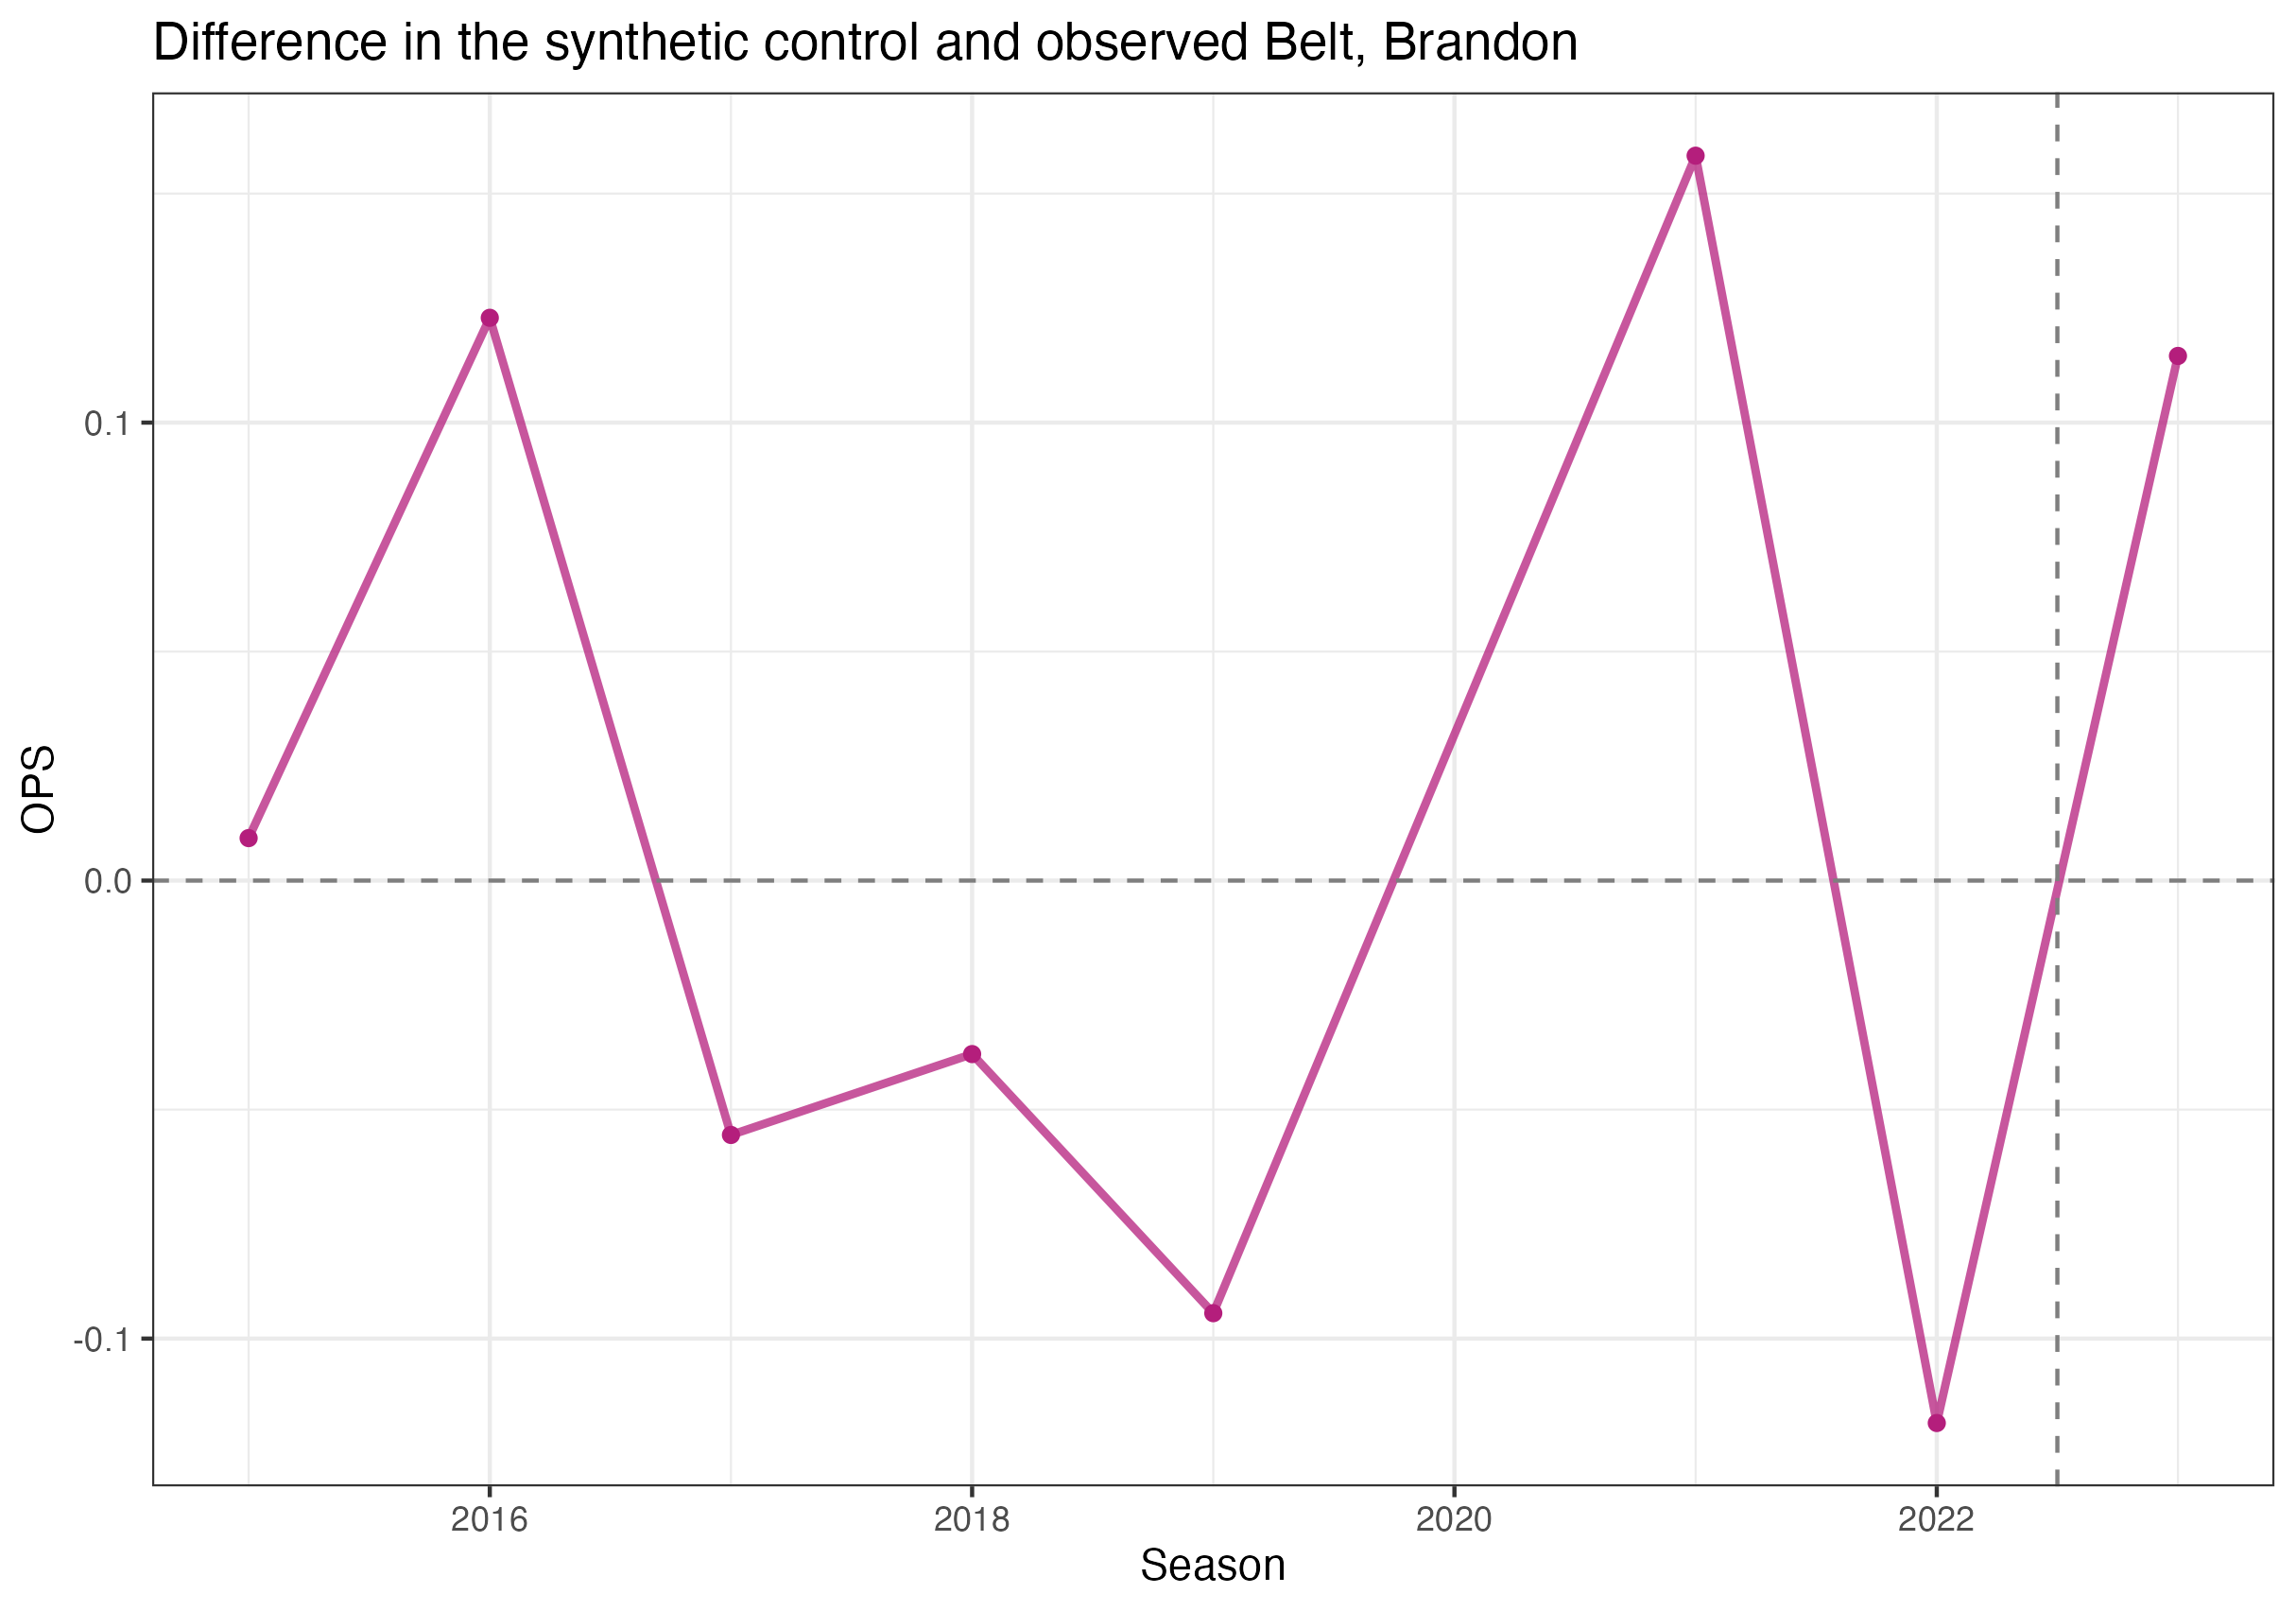 Difference in the synthetic control and observed Belt, Brandon
OPS
0.1
0.0
-0.1
2016
2018
2020
2022
Season